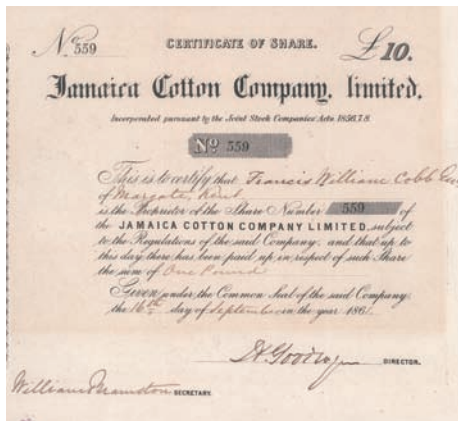 No 559 CERTIFICATE OF SHARE. £10.
Jamaica Cotton Company, limited,
Incorporated pursuant to the Joint Stock Companies' Acts 1856,7,8.
No 559
This is to certify that Francis William Cobb Esq
of Margate, Kent
is the Proprietor of the Share Number 559 of
the JAMAICA COTTON COMPANY LIMITED, subject
to the Regulations of the said Company, and that up to
this day there has been paid up in respect of such Share
the sum of One Pound
Given under the Common Seal of the said Company,
the 16th day of September in the year 1861.
DIRECTOR.
William SECRETARY.